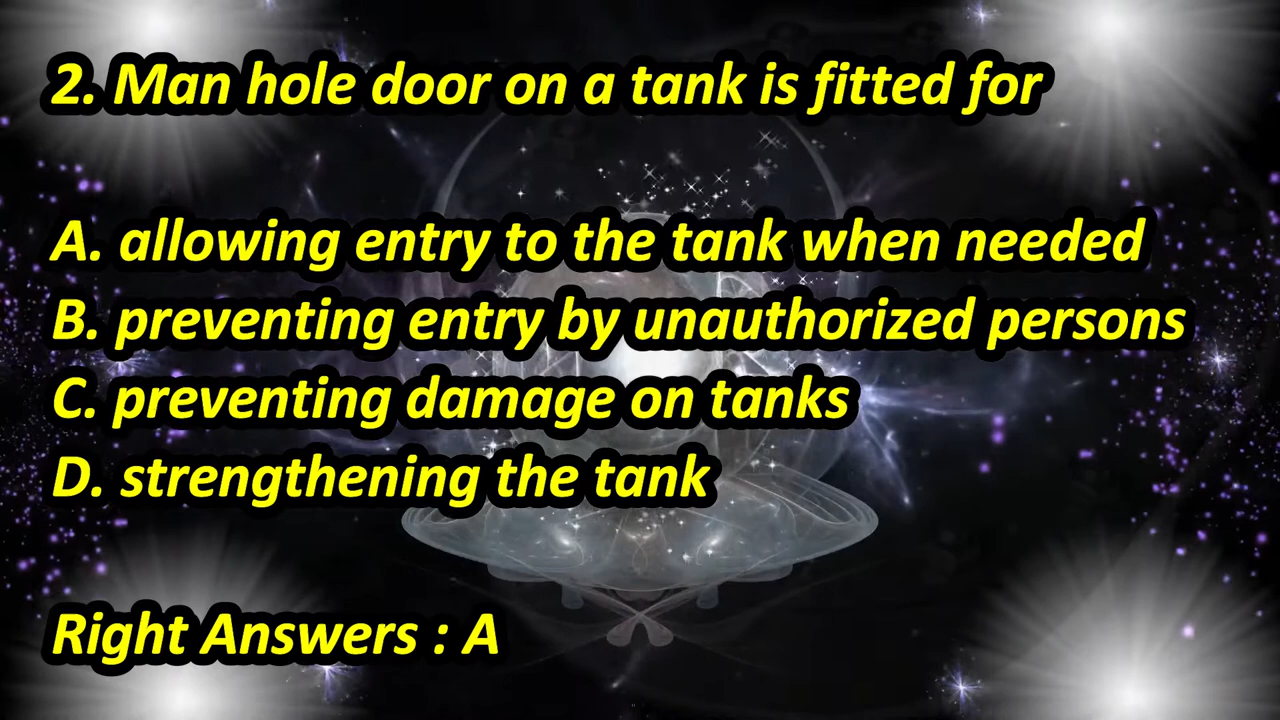 2. Man hole door on a tank is fitted for
A. allowing entry to the tank when needed
B. preventing entry by unauthorized persons
C. preventing damage on tanks
D. strengthening the tank
Right Answers : A